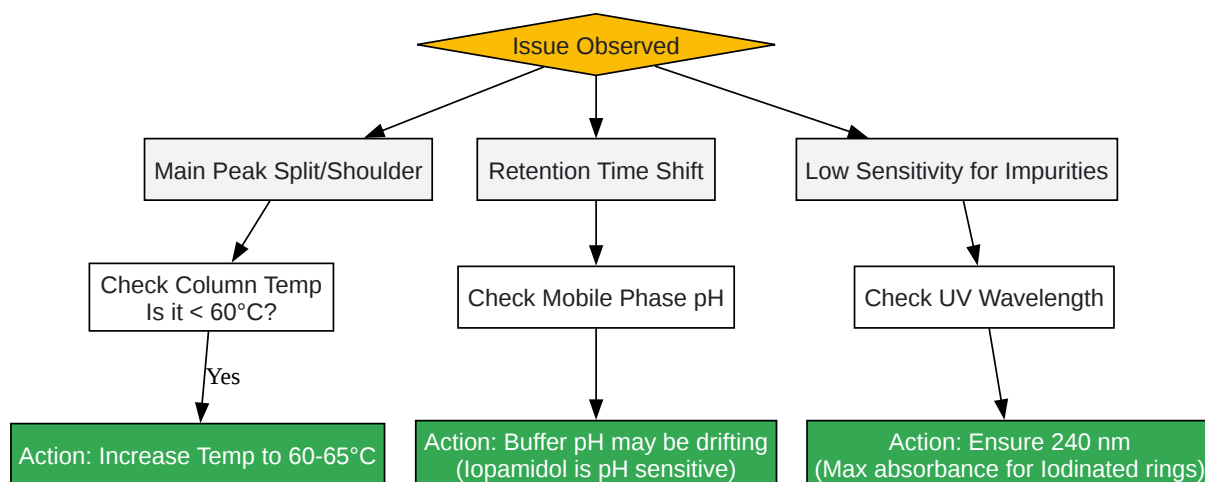 Issue Observed
Main Peak Split/Shoulder
Retention Time Shift
Low Sensitivity for Impurities
Check Column Temp
Is it < 60°C?
Check Mobile Phase pH
Check UV Wavelength
Yes
Action: Increase Temp to 60-65°C
Action: Buffer pH may be drifting
(Iopamidol is pH sensitive)
Action: Ensure 240 nm
(Max absorbance for Iodinated rings)